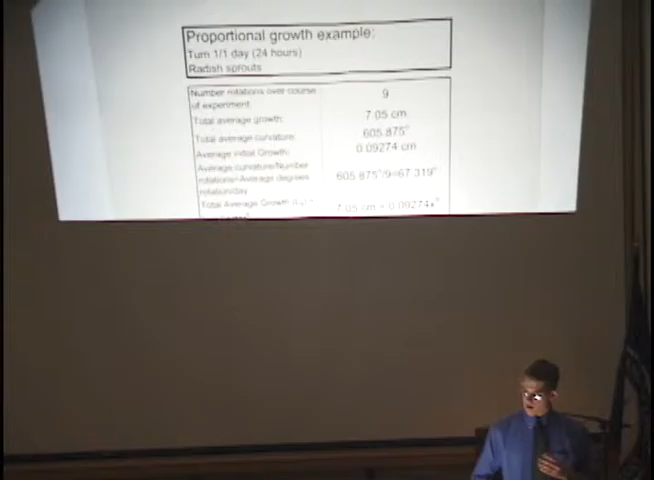 Proportional growth example:
Turn 1/1 day (24 hours)
Radish sprouts
Number rotations over course
of experiment
9
Total average growth:
7.05 cm
Total average curvature:
605.875°
Average initial Growth:
0.09274 cm
Average curvature/Number
rotations=Average degrees
rotation/day
605.875°/9=67.319°
Total Average Growth
7.05 cm = 0.09274x